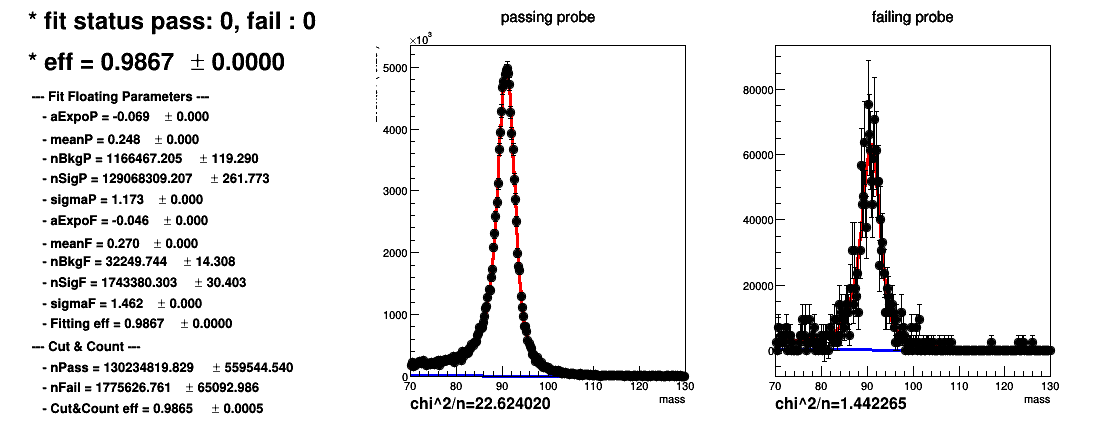 * fit status pass: 0, fail : 0
* eff = 0.9867 ± 0.0000
--- Fit Floating Parameters ---
- aExpoP = -0.069 ± 0.000
- meanP = 0.248 ± 0.000
- nBkgP = 1166467.205 ± 119.290
- nSigP = 129068309.207 ± 261.773
- sigmaP = 1.173 ± 0.000
- aExpoF = -0.046 ± 0.000
- meanF = 0.270 ± 0.000
- nBkgF = 32249.744 ± 14.308
- nSigF = 1743380.303 ± 30.403
- sigmaF = 1.462 ± 0.000
- Fitting eff = 0.9867 ± 0.0000
--- Cut & Count ---
- nPass = 130234819.829 ± 559544.540
- nFail = 1775626.761 ± 65092.986
- Cut&Count eff = 0.9865 ± 0.0005
passing probe
×10³
5000
4000
3000
2000
1000
0
70 80 90 100 110 120 130
mass
chi^2/n=22.624020
failing probe
80000
60000
40000
20000
0
70 80 90 100 110 120 130
mass
chi^2/n=1.442265